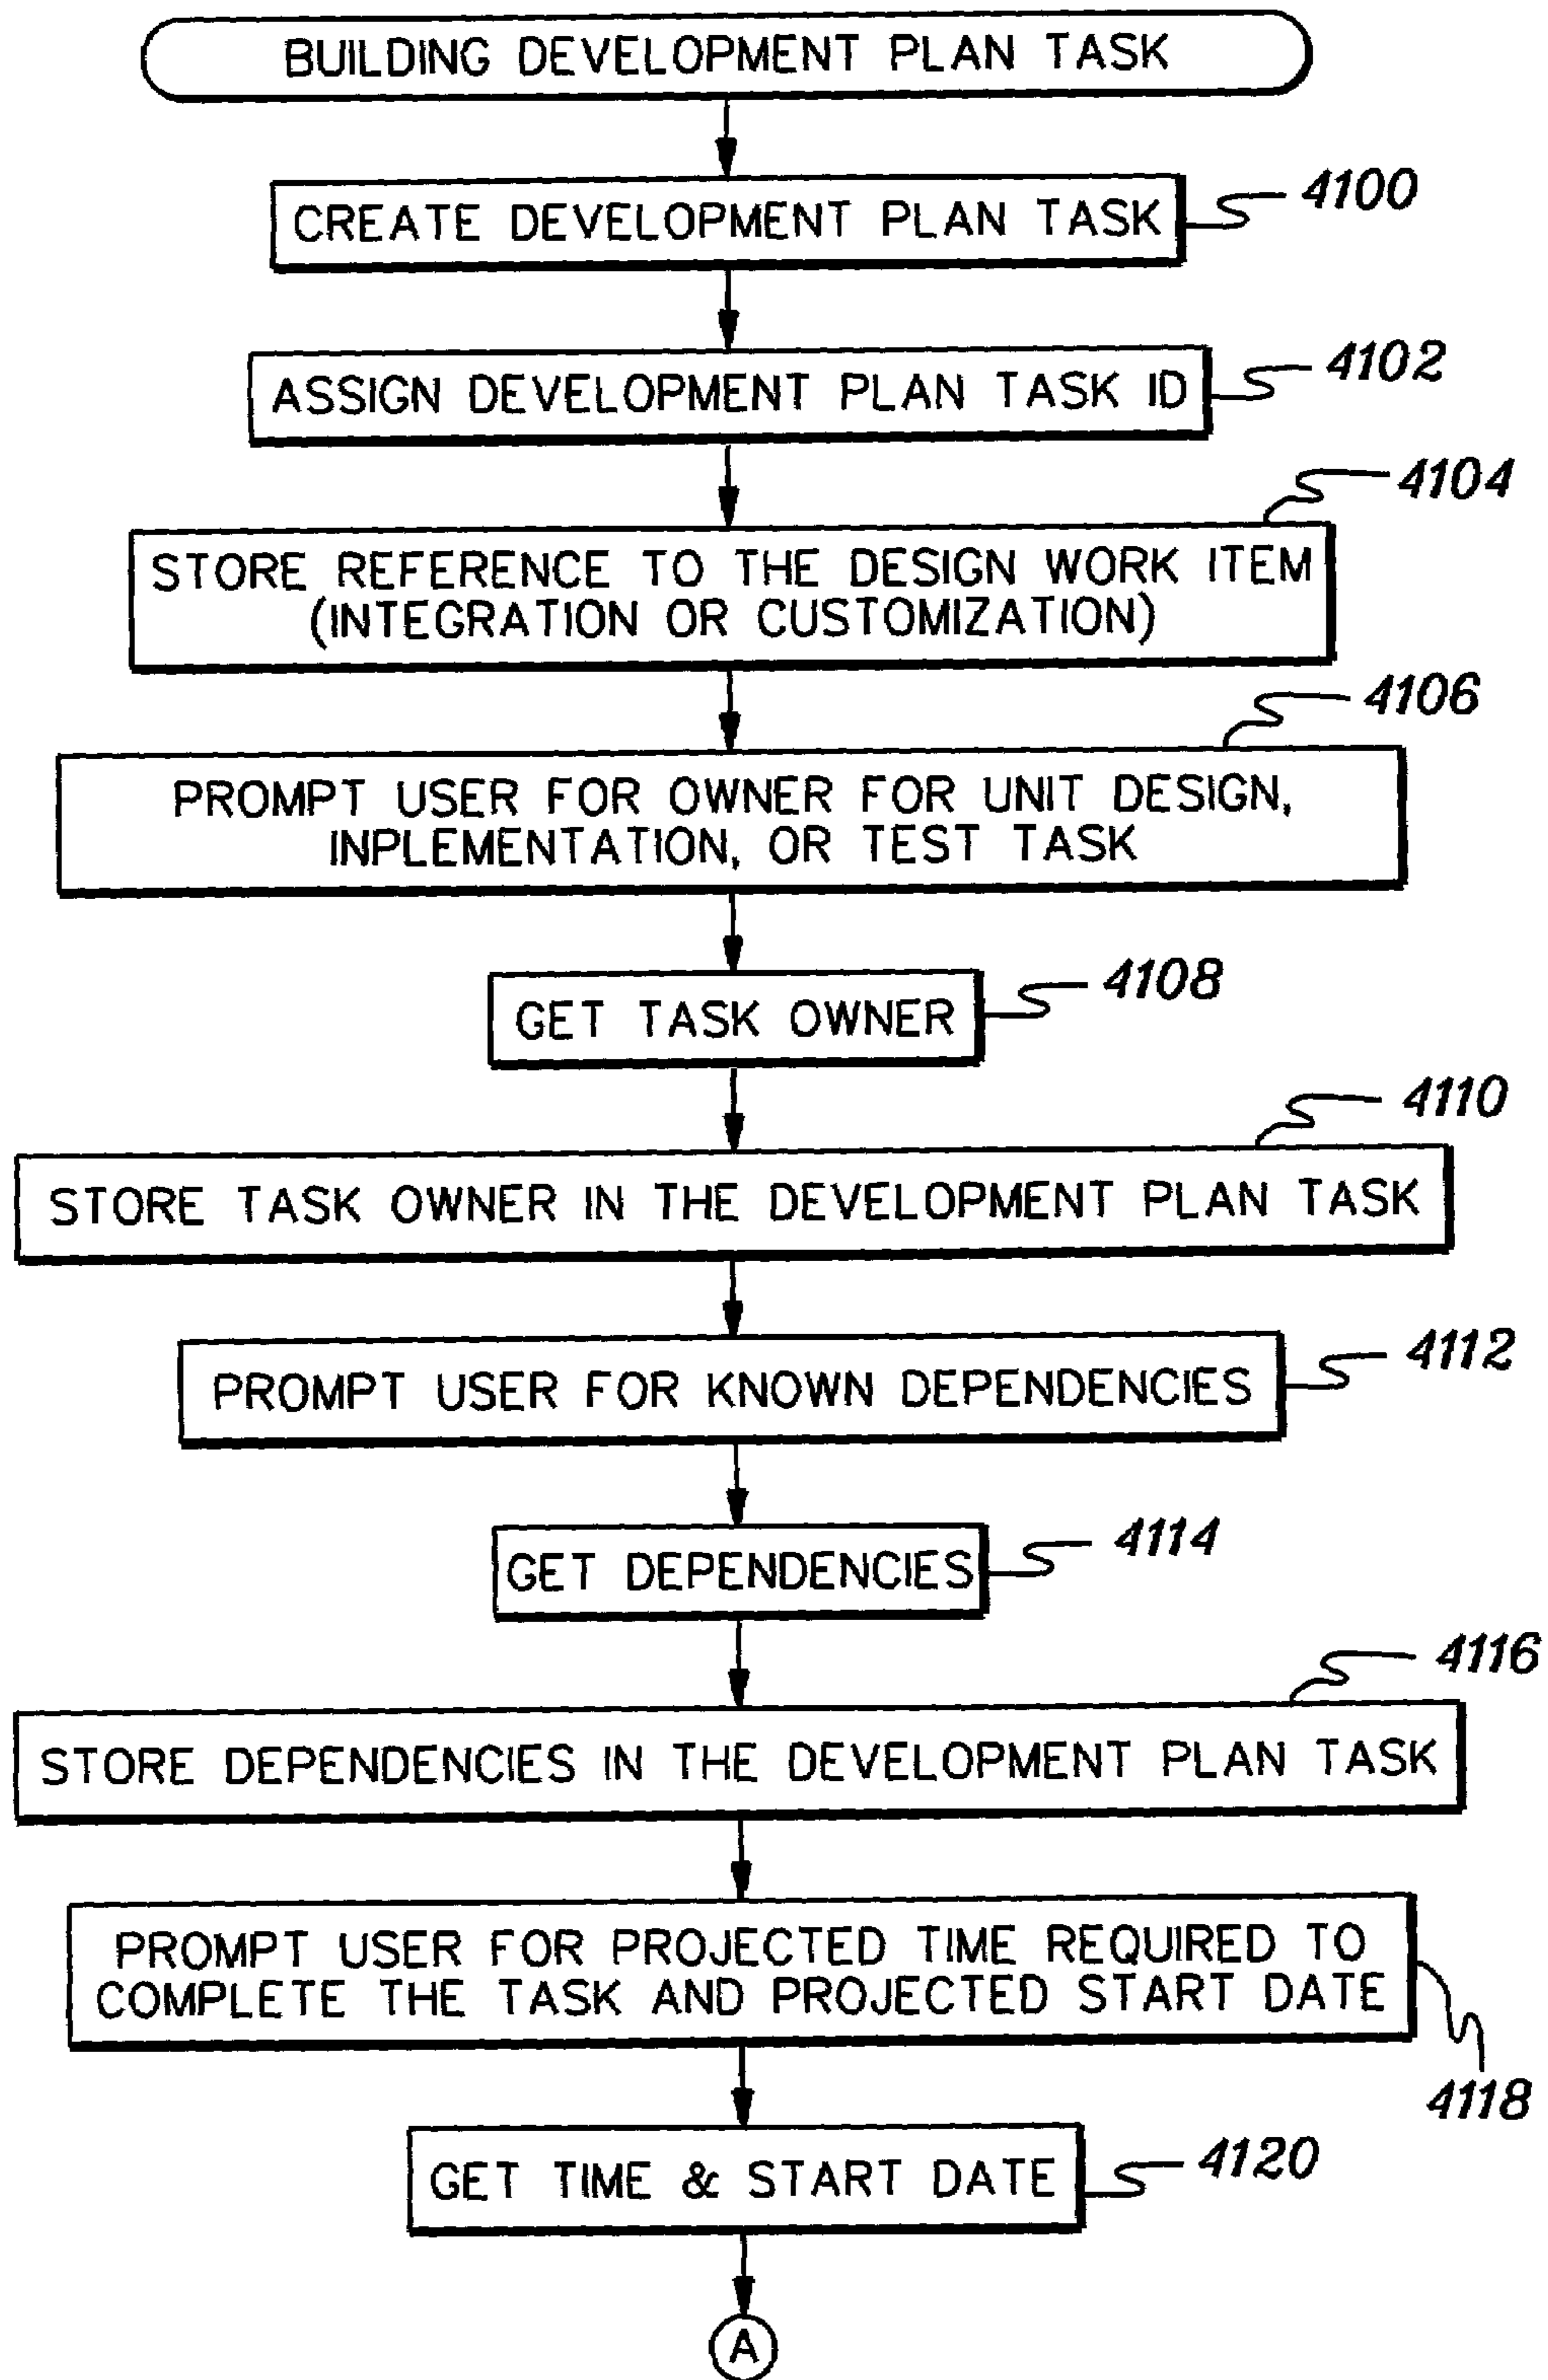 BUILDING DEVELOPMENT PLAN TASK
CREATE DEVELOPMENT PLAN TASK
4100
ASSIGN DEVELOPMENT PLAN TASK ID
4102
4104
STORE REFERENCE TO THE DESIGN WORK ITEM
(INTEGRATION OR CUSTOMIZATION)
4106
PROMPT USER FOR OWNER FOR UNIT DESIGN,
INPLEMENTATION, OR TEST TASK
GET TASK OWNER
4108
4110
STORE TASK OWNER IN THE DEVELOPMENT PLAN TASK
PROMPT USER FOR KNOWN DEPENDENCIES
4112
GET DEPENDENCIES
4114
4116
STORE DEPENDENCIES IN THE DEVELOPMENT PLAN TASK
PROMPT USER FOR PROJECTED TIME REQUIRED TO
COMPLETE THE TASK AND PROJECTED START DATE
4118
GET TIME & START DATE
4120
A